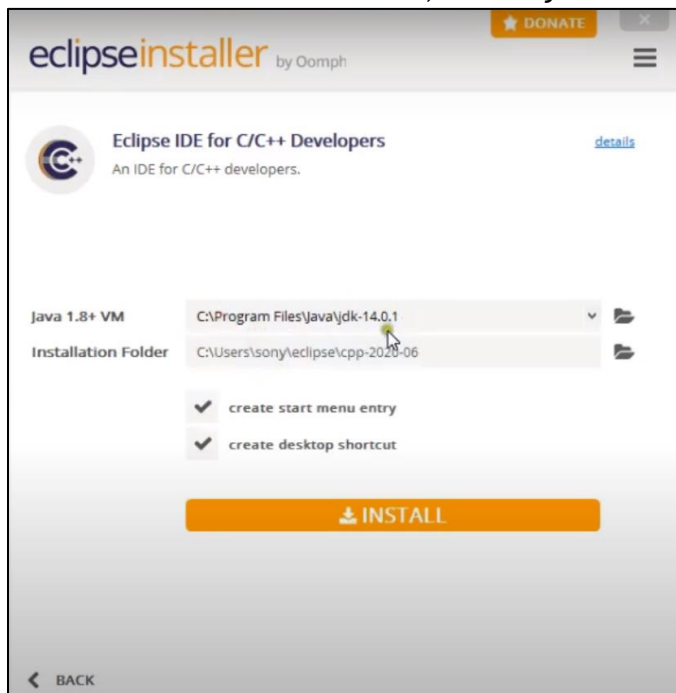 ★ DONATE ×
eclipseinstaller by Oomph
C++
Eclipse IDE for C/C++ Developers
details
An IDE for C/C++ developers.
Java 1.8+ VM C:\Program Files\Java\jdk-14.0.1
Installation Folder C:\Users\sony\eclipse\cpp-2020-06
create start menu entry
create desktop shortcut
INSTALL
BACK